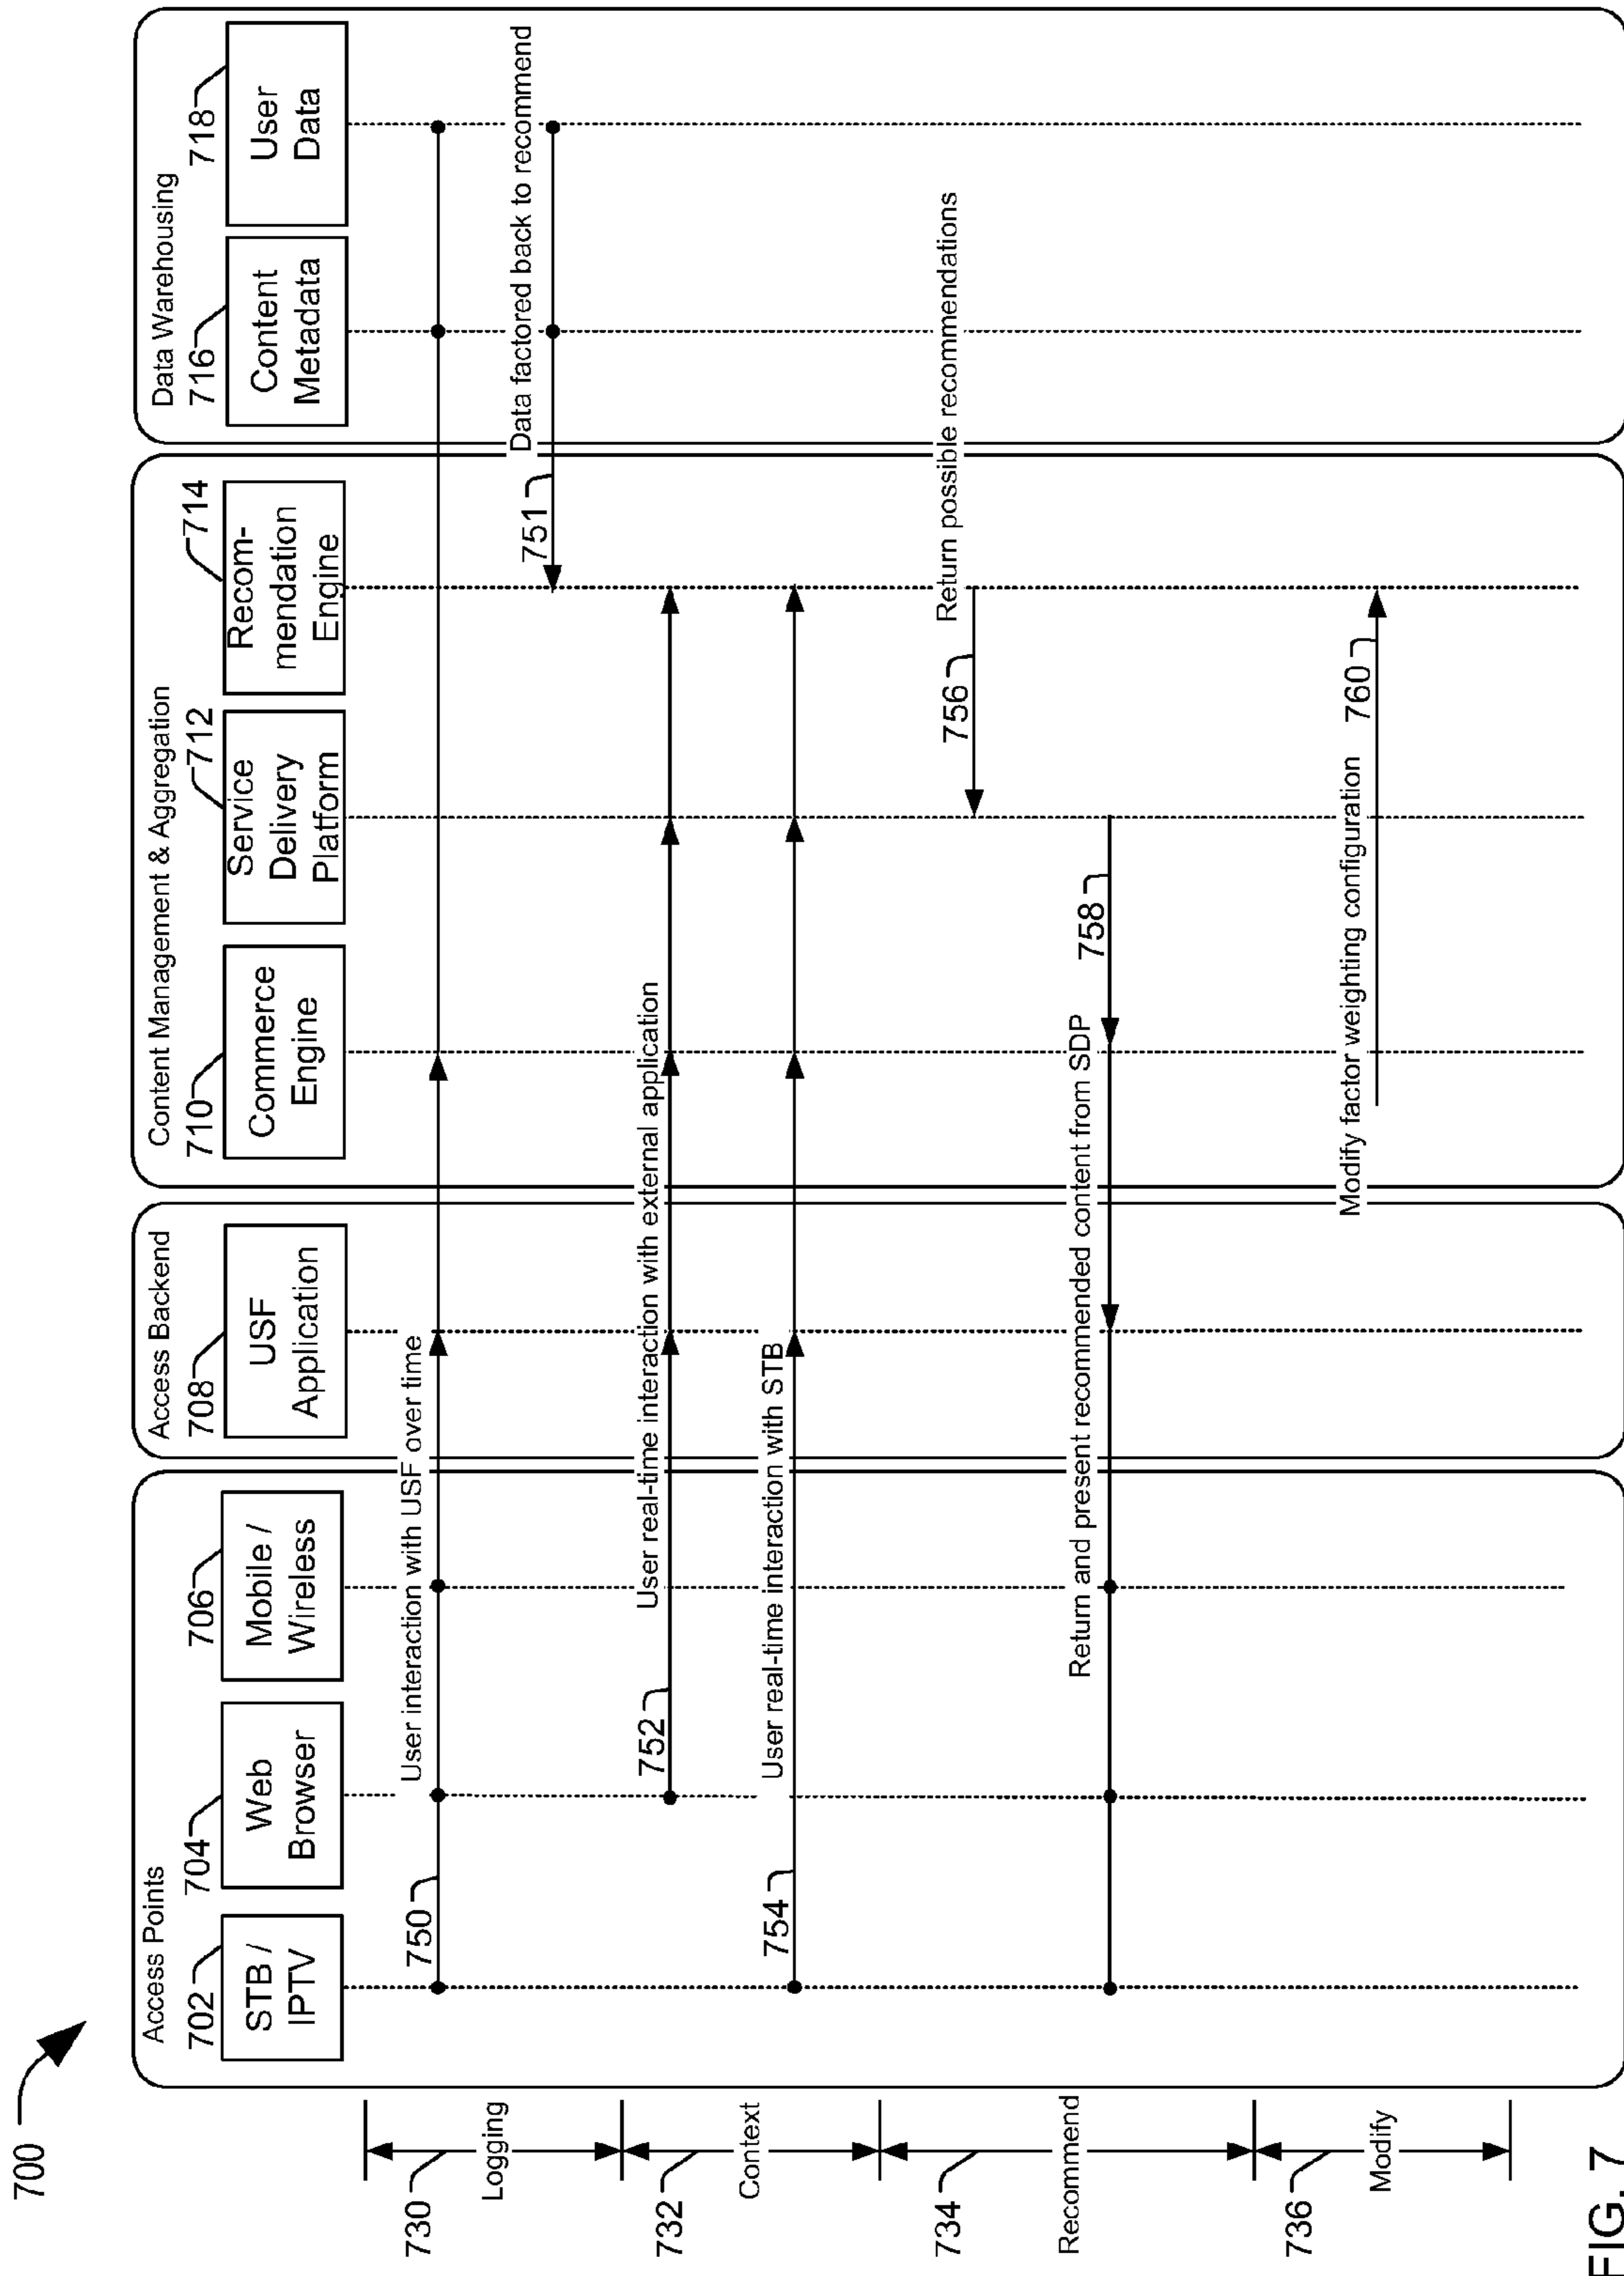 700
Access Points
702
STB /
IPTV
704
Web
Browser
706
Mobile /
Wireless
Access Backend
708
USF
Application
Content Management & Aggregation
710
Commerce
Engine
712
Service
Delivery
Platform
714
Recom-
mendation
Engine
Data Warehousing
716
Content
Metadata
718
User
Data
730
Logging
750
User interaction with USF over time
751
Data factored back to recommend
732
Context
752
User real-time interaction with external application
754
User real-time interaction with STB
734
Recommend
756
Return possible recommendations
758
Return and present recommended content from SDP
736
Modify
760
Modify factor weighting configuration
FIG. 7